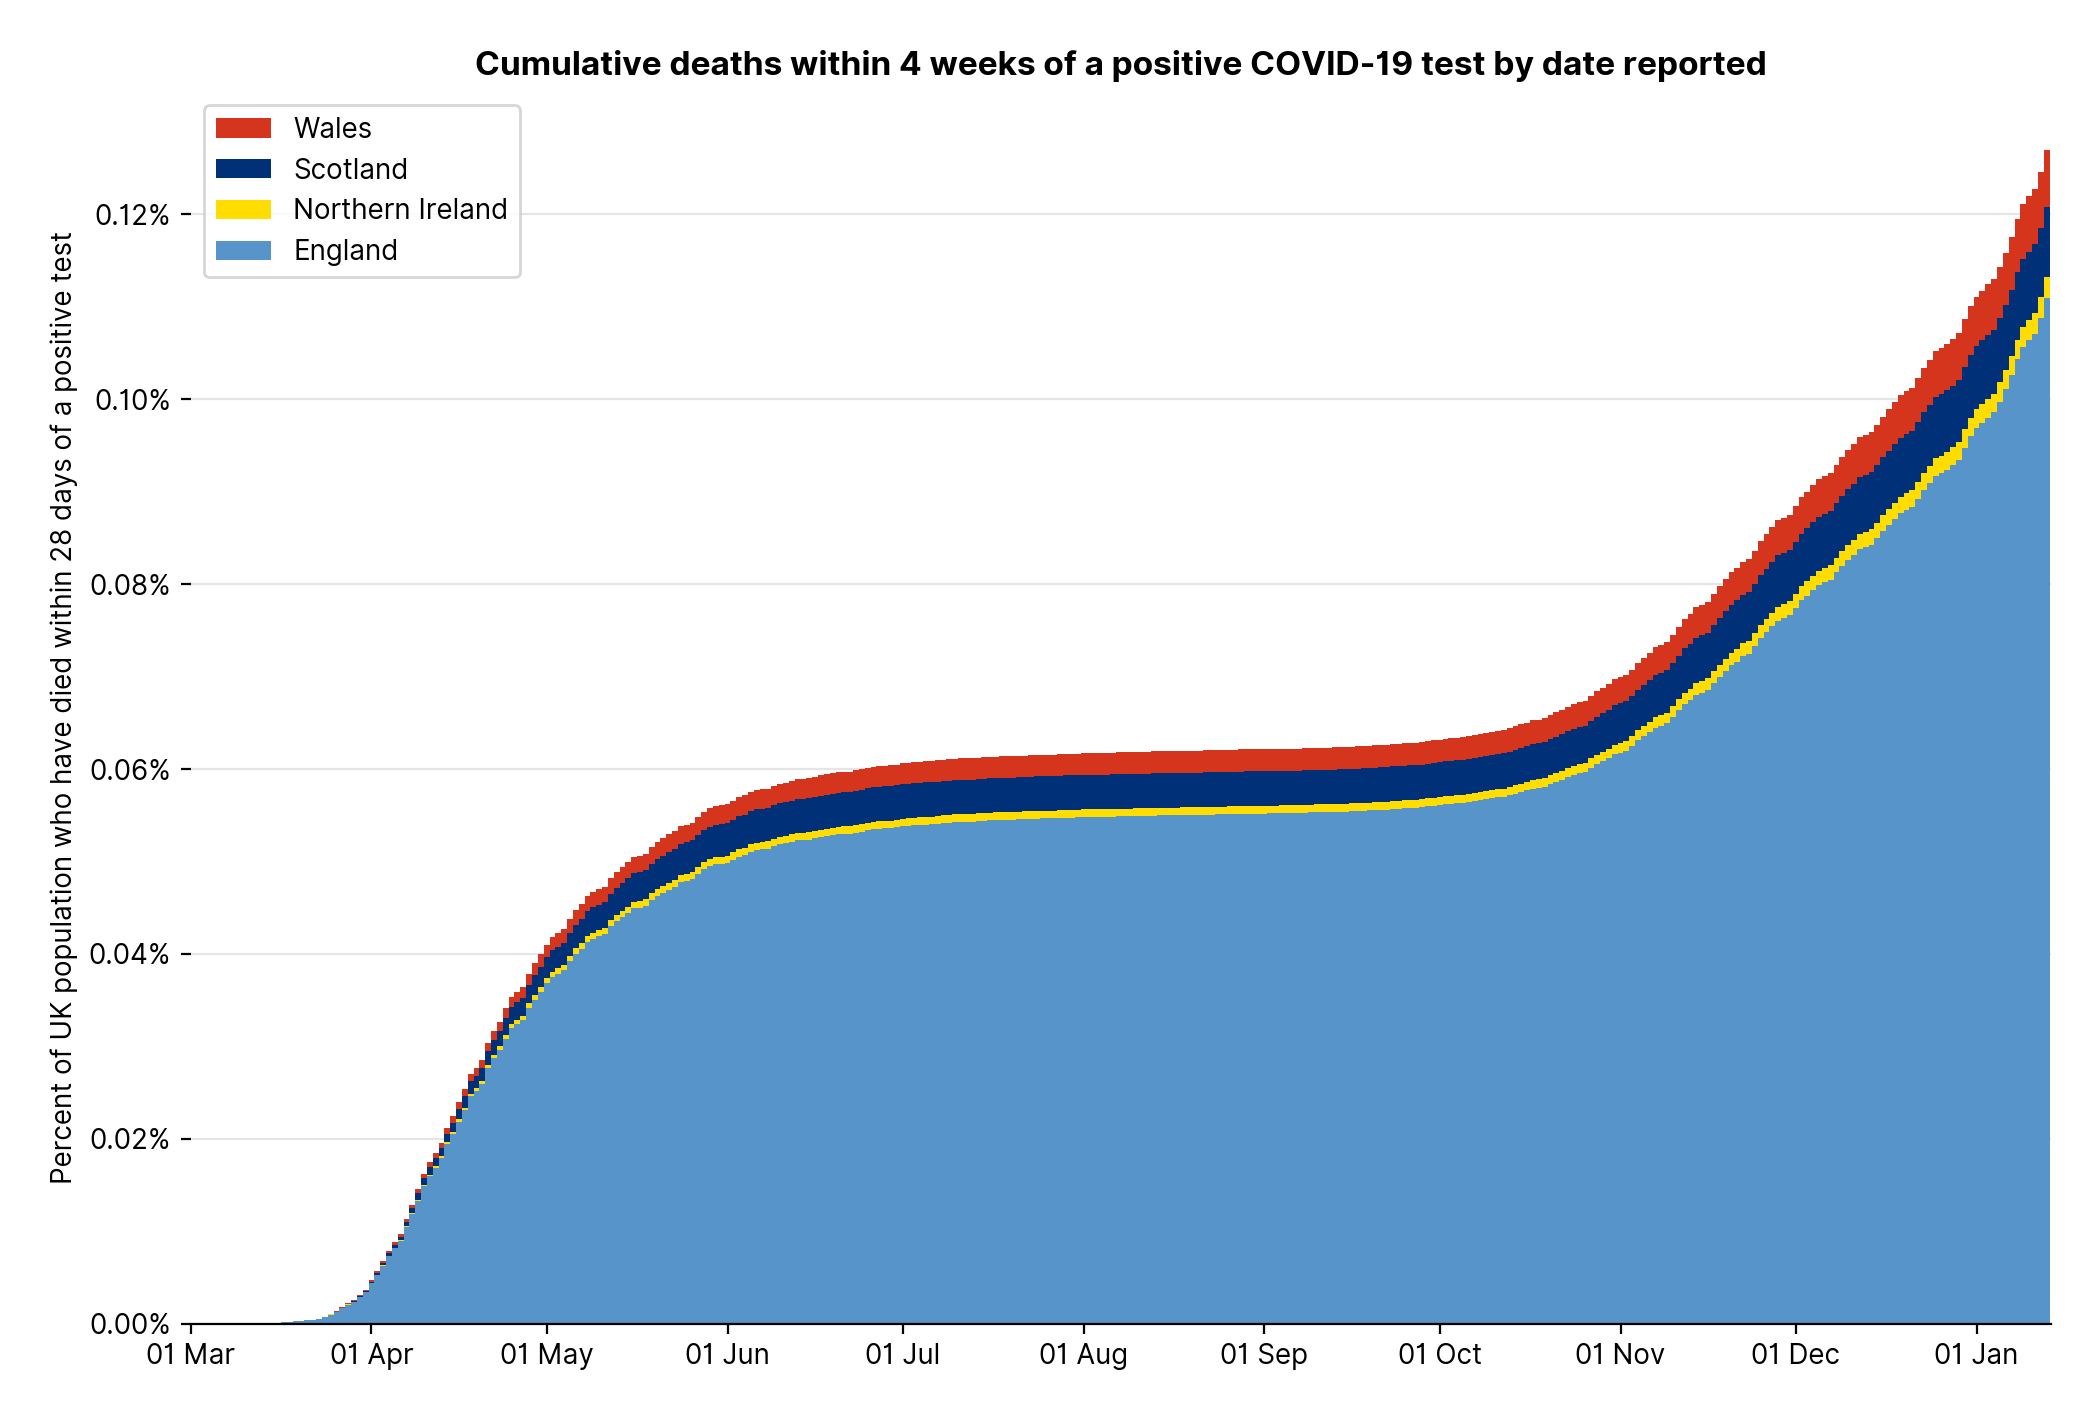 Cumulative deaths within 4 weeks of a positive COVID-19 test by date reported
Wales
Scotland
Northern Ireland
England
Percent of UK population who have died within 28 days of a positive test
0.12%
0.10%
0.08%
0.06%
0.04%
0.02%
0.00%
01 Mar
01 Apr
01 May
01 Jun
01 Jul
01 Aug
01 Sep
01 Oct
01 Nov
01 Dec
01 Jan